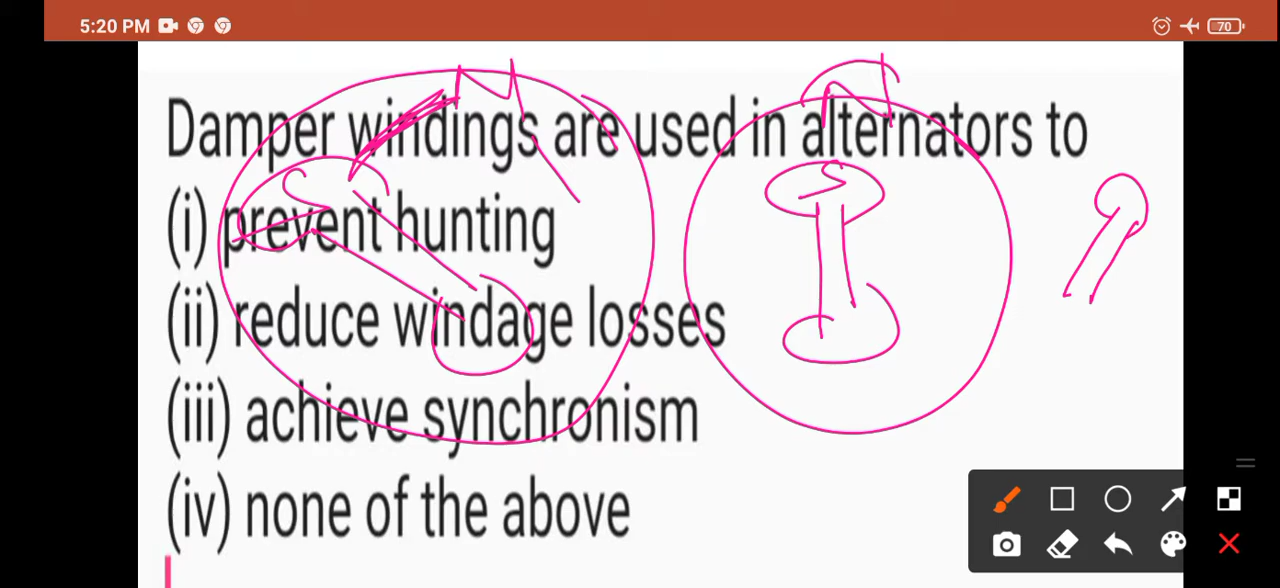 5:20 PM
70
Damper windings are used in alternators to
(i) prevent hunting
(ii) reduce windage losses
(iii) achieve synchronism
(iv) none of the above
N
S
N
S